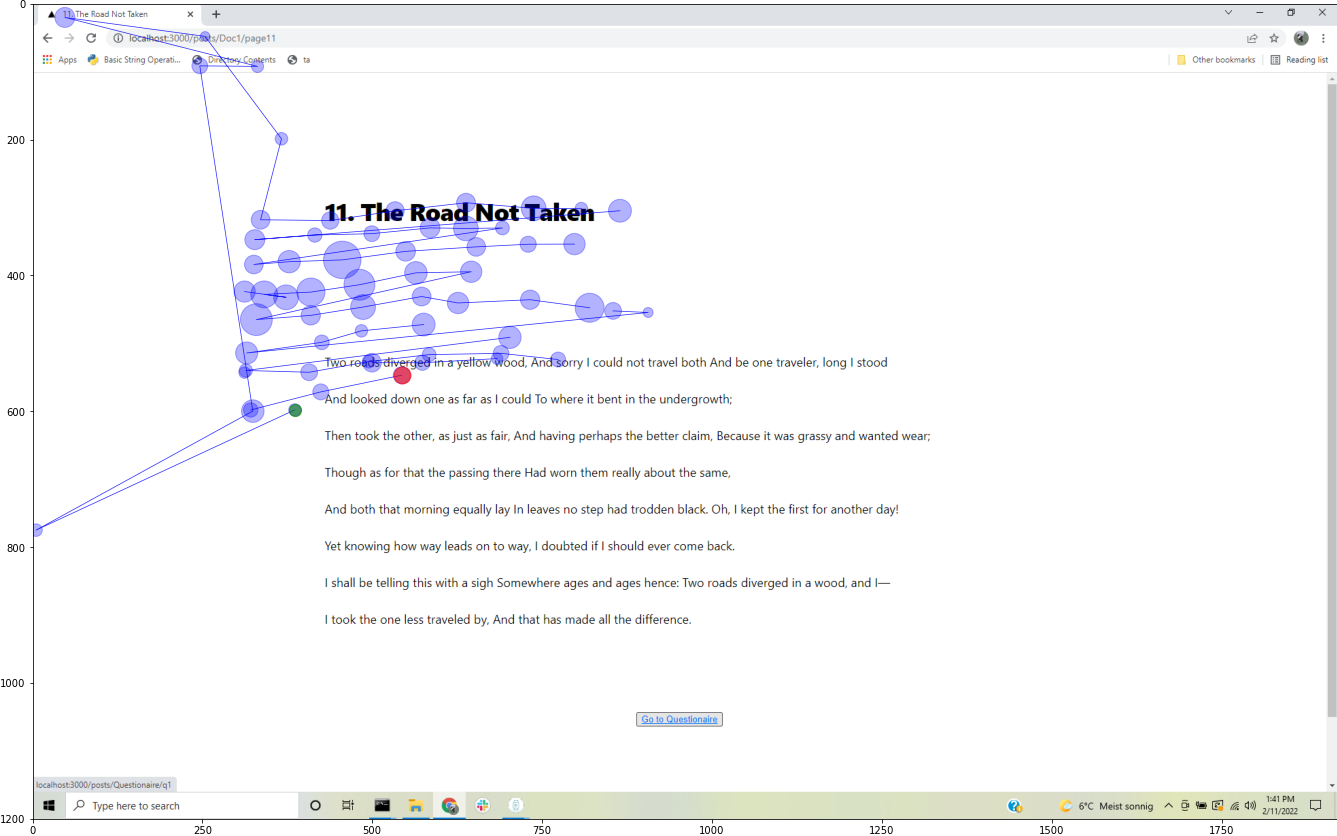 0
11. The Road Not Taken
localhost:3000/posts/Doc1/page11
Apps Basic String Operati... Directory Contents ta Other bookmarks Reading list
200
11. The Road Not Taken
400
Two roads diverged in a yellow wood, And sorry I could not travel both And be one traveler, long I stood
And looked down one as far as I could To where it bent in the undergrowth;
600
Then took the other, as just as fair, And having perhaps the better claim, Because it was grassy and wanted wear;
Though as for that the passing there Had worn them really about the same,
And both that morning equally lay In leaves no step had trodden black. Oh, I kept the first for another day!
800
Yet knowing how way leads on to way, I doubted if I should ever come back.
I shall be telling this with a sigh Somewhere ages and ages hence: Two roads diverged in a wood, and I—
I took the one less traveled by, And that has made all the difference.
1000
Go to Questionaire
localhost:3000/posts/Questionaire/q1
Type here to search 6°C Meist sonnig 1:41 PM
2/11/2022
1200
0 250 500 750 1000 1250 1500 1750